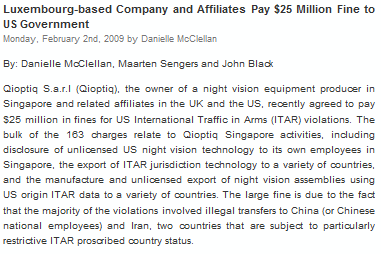 Luxembourg-based Company and Affiliates Pay $25 Million Fine to
US Government
Monday, February 2nd, 2009 by Danielle McClellan
By: Danielle McClellan, Maarten Sengers and John Black
Qioptiq S.a.r.l (Qioptiq), the owner of a night vision equipment producer in
Singapore and related affiliates in the UK and the US, recently agreed to pay
$25 million in fines for US International Traffic in Arms (ITAR) violations. The
bulk of the 163 charges relate to Qioptiq Singapore activities, including
disclosure of unlicensed US night vision technology to its own employees in
Singapore, the export of ITAR jurisdiction technology to a variety of countries,
and the manufacture and unlicensed export of night vision assemblies using
US origin ITAR data to a variety of countries. The large fine is due to the fact
that the majority of the violations involved illegal transfers to China (or Chinese
national employees) and Iran, two countries that are subject to particularly
restrictive ITAR proscribed country status.